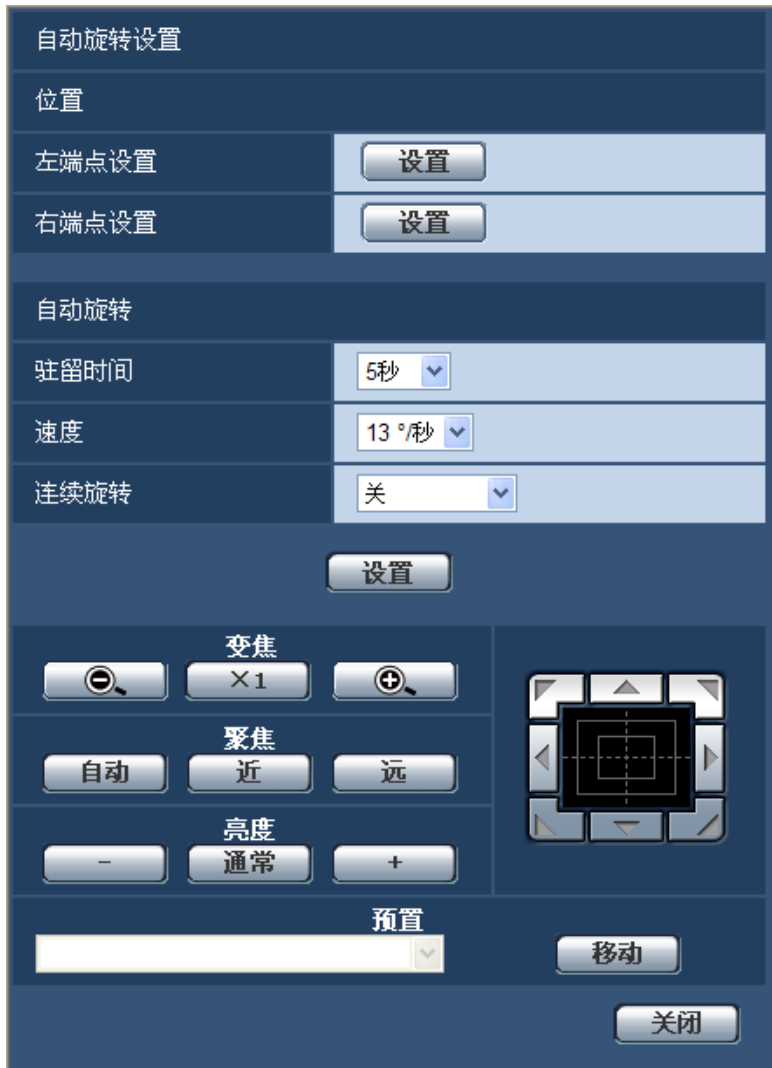 自动旋转设置
位置
左端点设置 设置
右端点设置 设置
自动旋转
驻留时间 5秒
速度 13 °/秒
连续旋转 关
设置
变焦
×1
聚焦
自动 近 远
亮度
- 通常 +
预置
移动
关闭